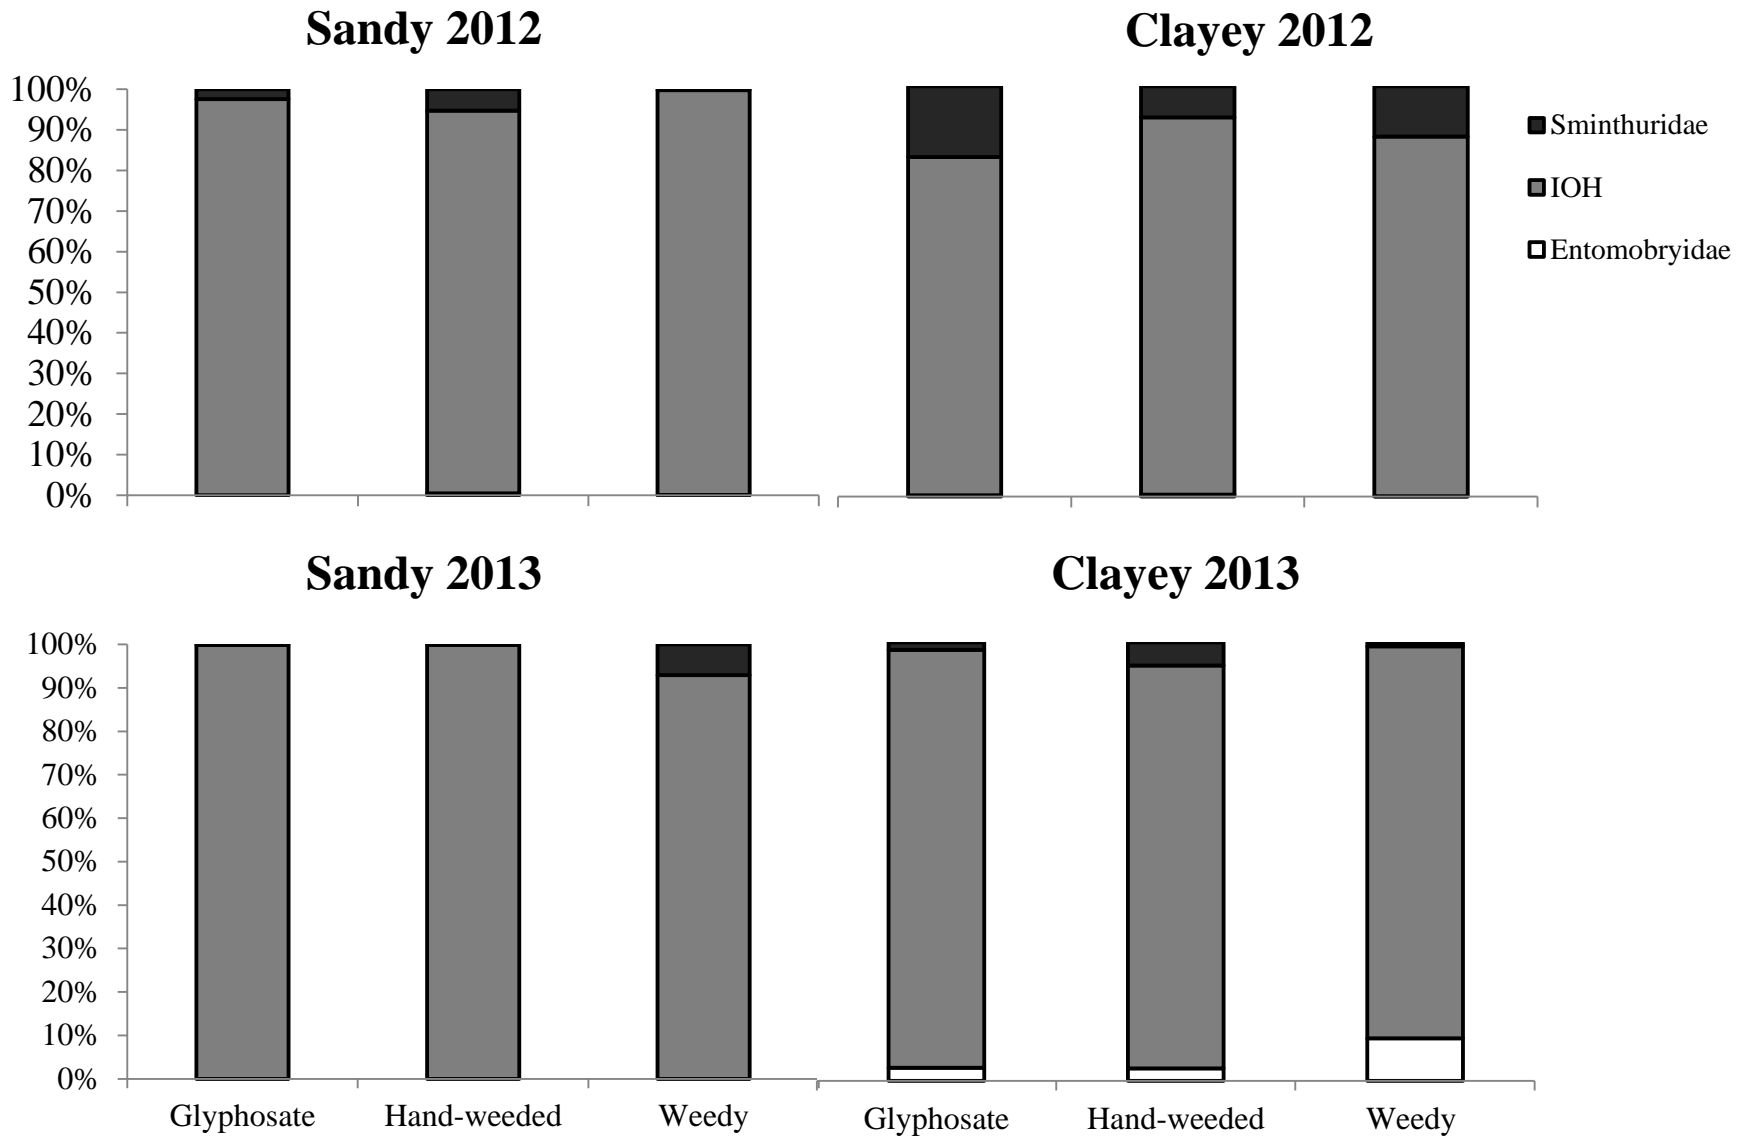 Sandy 2012
Clayey 2012
100%
90%
80%
70%
60%
50%
40%
30%
20%
10%
0%
Sminthuridae
IOH
Entomobryidae
Sandy 2013
Clayey 2013
100%
90%
80%
70%
60%
50%
40%
30%
20%
10%
0%
Glyphosate Hand-weeded Weedy Glyphosate Hand-weeded Weedy